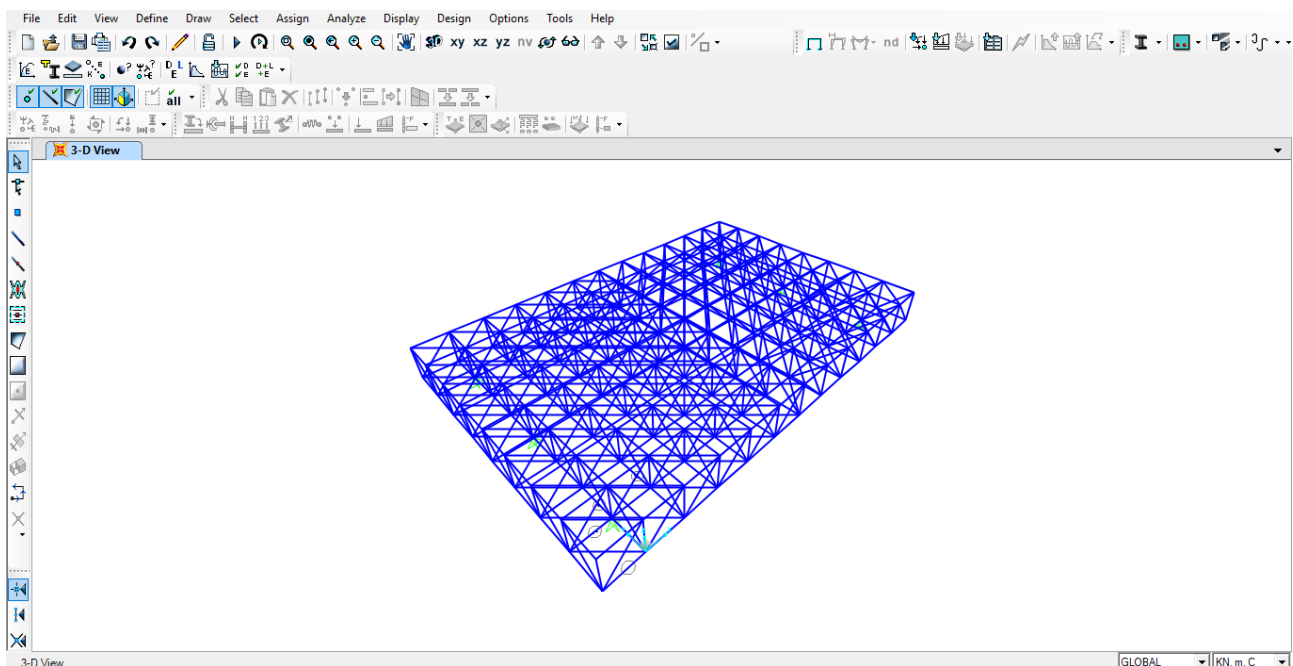 File Edit View Define Draw Select Assign Analyze Display Design Options Tools Help
3D xy xz yz nv nd
all
3-D View
3-D View GLOBAL KN, m, C